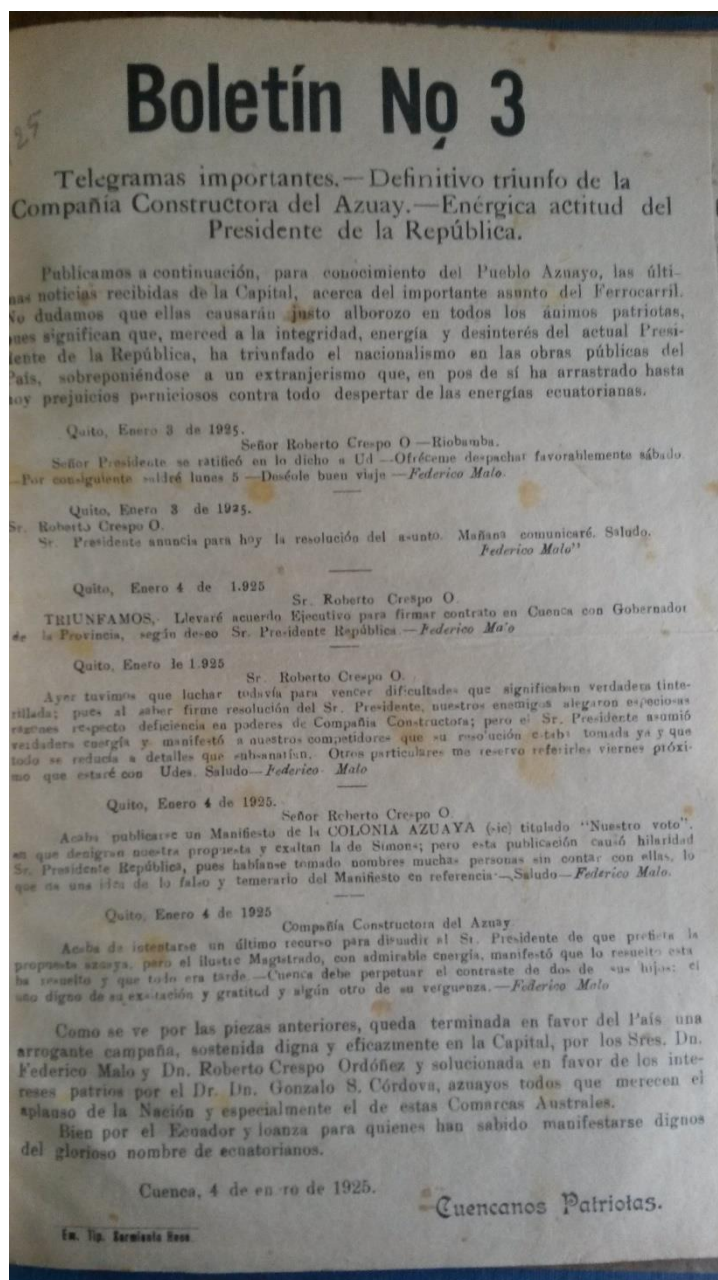 25
Boletín No 3
Telegramas importantes.—Definitivo triunfo de la
Compañía Constructora del Azuay.—Enérgica actitud del
Presidente de la República.
Publicamos a continuación, para conocimiento del Pueblo Azuayo, las últi-
mas noticias recibidas de la Capital, acerca del importante asunto del Ferrocarril.
No dudamos que ellas causarán justo alborozo en todos los ánimos patriotas,
pues significan que, merced a la integridad, energía y desinterés del actual Presi-
dente de la República, ha triunfado el nacionalismo en las obras públicas del
País, sobreponiéndose a un extranjerismo que, en pos de sí ha arrastrado hasta
hoy prejuicios perniciosos contra todo despertar de las energías ecuatorianas.
Quito, Enero 3 de 1925.
Señor Roberto Crespo O —Riobamba.
Señor Presidente se ratificó en lo dicho a Ud —Ofréceme despachar favorablemente sábado.
—Por consiguiente saldré lunes 5 —Deséole buen viaje —Federico Malo.
Quito, Enero 3 de 1925.
Sr. Roberto Crespo O.
Sr. Presidente anuncia para hoy la resolución del asunto. Mañana comunicaré. Saludo.
Federico Malo"
Quito, Enero 4 de 1.925
Sr. Roberto Crespo O.
TRIUNFAMOS,- Llevaré acuerdo Ejecutivo para firmar contrato en Cuenca con Gobernador
de la Provincia, según deseo Sr. Presidente República.—Federico Malo
Quito, Enero de 1.925
Sr. Roberto Crespo O.
Ayer tuvimos que luchar todavía para vencer dificultades que significaban verdadera tinte-
rillada; pues al saber firme resolución del Sr. Presidente, nuestros enemigos alegaron especiosas
razones respecto deficiencia en poderes de Compañía Constructora; pero el Sr. Presidente asumió
verdadera energía y manifestó a nuestros competidores que su resolución estaba tomada ya y que
todo se reducía a detalles que subsanarían. Otros particulares me reservo referirles viernes próxi-
mo que estaré con Udes. Saludo—Federico Malo
Quito, Enero 4 de 1925.
Señor Roberto Crespo O
Acaba publicarse un Manifiesto de la COLONIA AZUAYA (sic) titulado "Nuestro voto",
en que denigran nuestra propuesta y exaltan la de Simons; pero esta publicación causó hilaridad
Sr. Presidente República, pues habíanse tomado nombres muchas personas sin contar con ellas, lo
que da una idea de lo falso y temerario del Manifiesto en referencia—Saludo—Federico Malo.
Quito, Enero 4 de 1925
Compañía Constructora del Azuay.
Acaba de intentarse un último recurso para disuadir al Sr. Presidente de que prefiera la
propuesta azuaya, pero el ilustre Magistrado, con admirable energía, manifestó que lo resuelto esta
ha resuelto y que todo era tarde.—Cuenca debe perpetuar el contraste de dos de sus hijos: el
uno digno de su exaltación y gratitud y algún otro de su verguenza.—Federico Malo
Como se ve por las piezas anteriores, queda terminada en favor del País una
arrogante campaña, sostenida digna y eficazmente en la Capital, por los Sres. Dn.
Federico Malo y Dn. Roberto Crespo Ordóñez y solucionada en favor de los inte-
reses patrios por el Dr. Dn. Gonzalo S. Córdova, azuayos todos que merecen el
aplauso de la Nación y especialmente el de estas Comarcas Australes.
Bien por el Ecuador y loanza para quienes han sabido manifestarse dignos
del glorioso nombre de ecuatorianos.
Cuenca, 4 de enero de 1925.
Cuencanos Patriotas.
Em. Tip. Sarmiento Hnos.